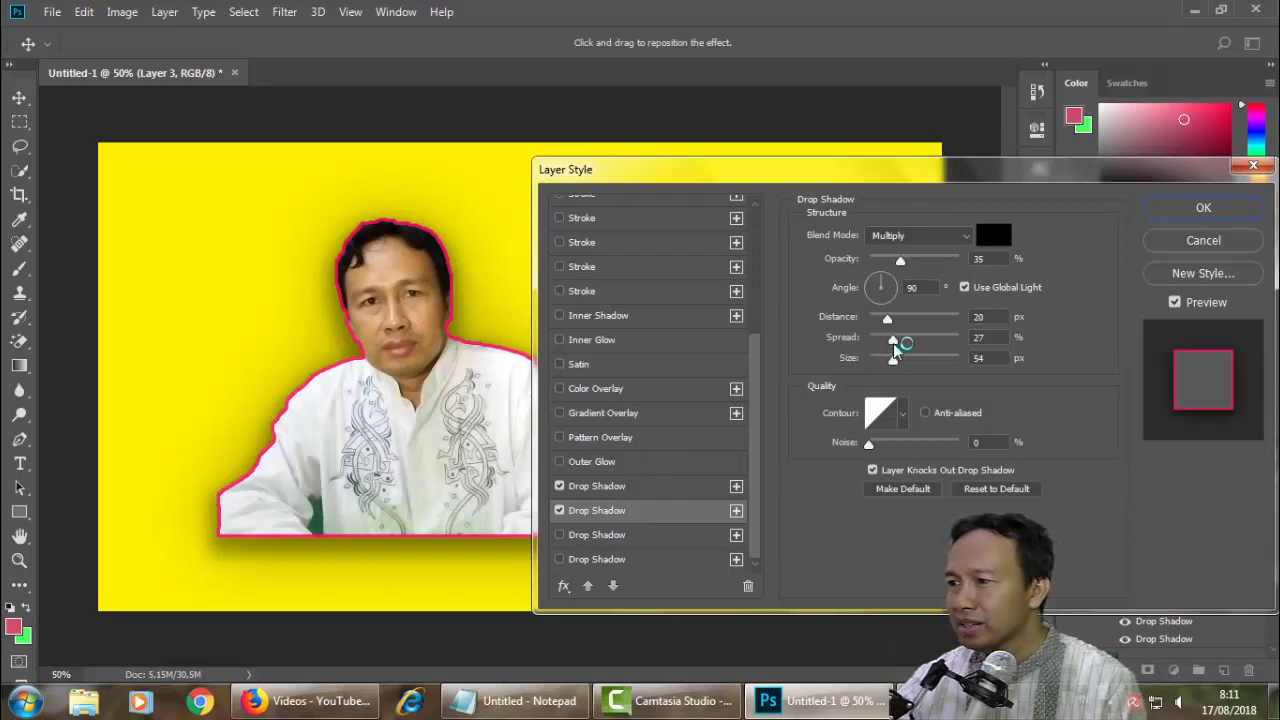 Ps File Edit Image Layer Type Select Filter 3D View Window Help
Click and drag to reposition the effect.
Untitled-1 @ 50% (Layer 3, RGB/8) * ×
Color Swatches
Layer Style
Stroke
Stroke
Stroke
Stroke
Stroke
Inner Shadow
Inner Glow
Satin
Color Overlay
Gradient Overlay
Pattern Overlay
Outer Glow
Drop Shadow
Drop Shadow
Drop Shadow
Drop Shadow
fx
Drop Shadow
Structure
Blend Mode: Multiply
Opacity: 35 %
Angle: 90 ° Use Global Light
Distance: 20 px
Spread: 27 %
Size: 54 px
Quality
Contour: Anti-aliased
Noise: 0 %
Layer Knocks Out Drop Shadow
Make Default Reset to Default
OK
Cancel
New Style...
Preview
Drop Shadow
Drop Shadow
50% Doc: 5,15M/30,5M
Videos - YouTube... Untitled - Notepad Camtasia Studio - ... Ps Untitled-1 @ 50% ...
8:11
17/08/2018